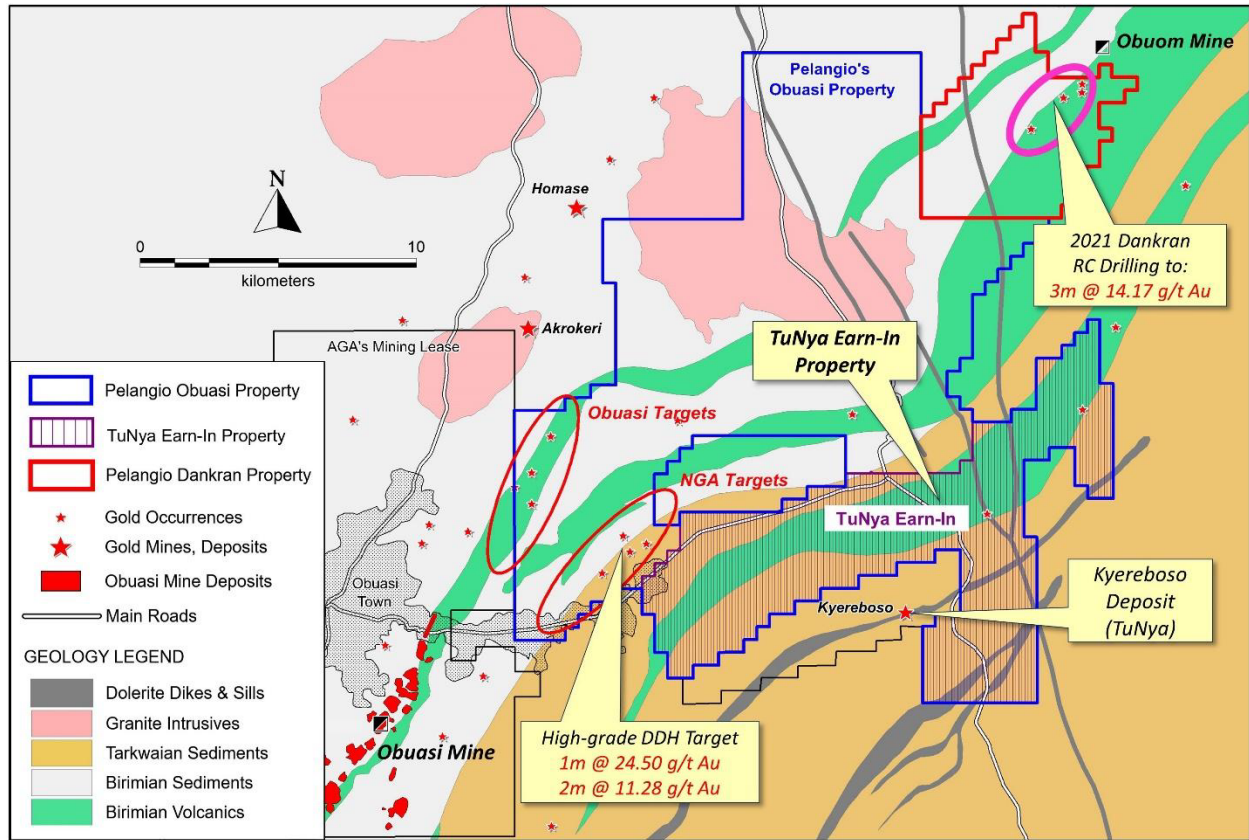 Obuom Mine
Pelangio's
Obuasi Property
N
Homase
0
10
kilometers
2021 Dankran
RC Drilling to:
3m @ 14.17 g/t Au
Akrokeri
TuNya Earn-In
Property
AGA's Mining Lease
Pelangio Obuasi Property
TuNya Earn-In Property
Pelangio Dankran Property
Gold Occurrences
Gold Mines, Deposits
Obuasi Mine Deposits
Main Roads
GEOLOGY LEGEND
Dolerite Dikes & Sills
Granite Intrusives
Tarkwaian Sediments
Birimian Sediments
Birimian Volcanics
Obuasi Targets
NGA Targets
TuNya Earn-In
Obuasi
Town
Kyereboso
Kyereboso
Deposit
(TuNya)
Obuasi Mine
High-grade DDH Target
1m @ 24.50 g/t Au
2m @ 11.28 g/t Au